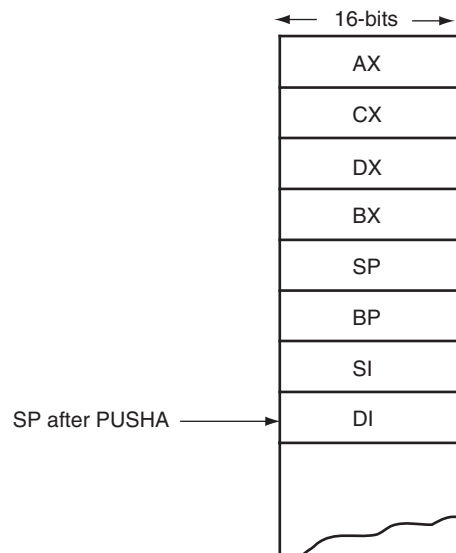 16-bits
AX
CX
DX
BX
SP
BP
SI
SP after PUSHA
DI